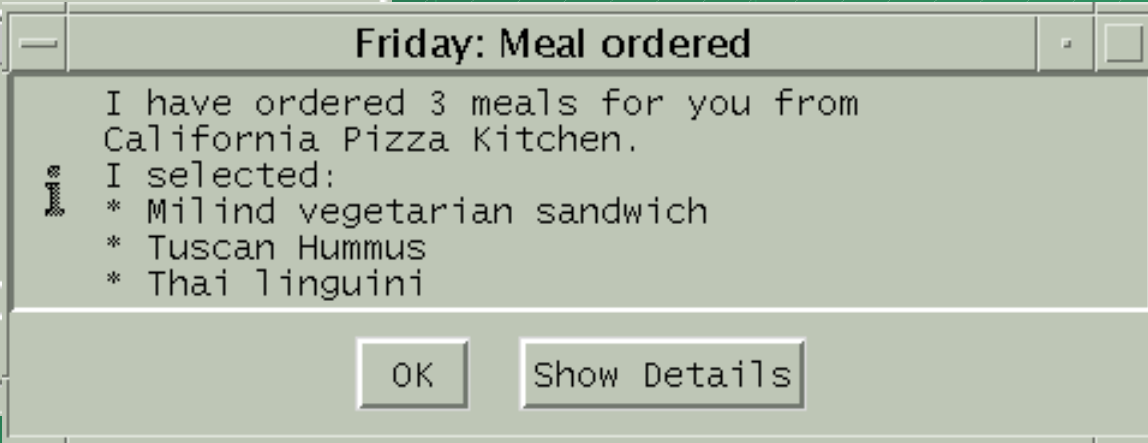 Friday: Meal ordered
I have ordered 3 meals for you from
California Pizza Kitchen.
I selected:
* Milind vegetarian sandwich
* Tuscan Hummus
* Thai linguini
OK
Show Details